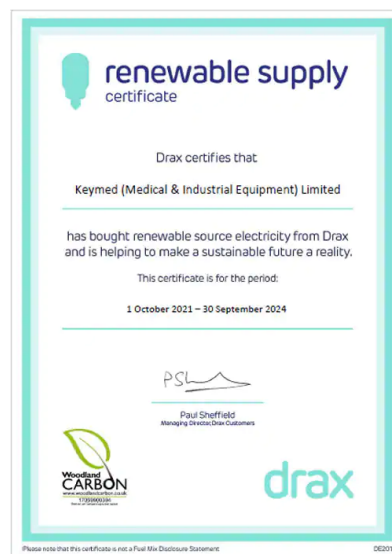 renewable supply
certificate
Drax certifies that
Keymed (Medical & Industrial Equipment) Limited
has bought renewable source electricity from Drax
and is helping to make a sustainable future a reality.
This certificate is for the period:
1 October 2021 – 30 September 2024
Paul Sheffield
Managing Director, Drax Customers
Woodland
CARBON
www.woodlandcarbon.co.uk
drax
Please note that this certificate is not a Fuel Mix Disclosure Statement